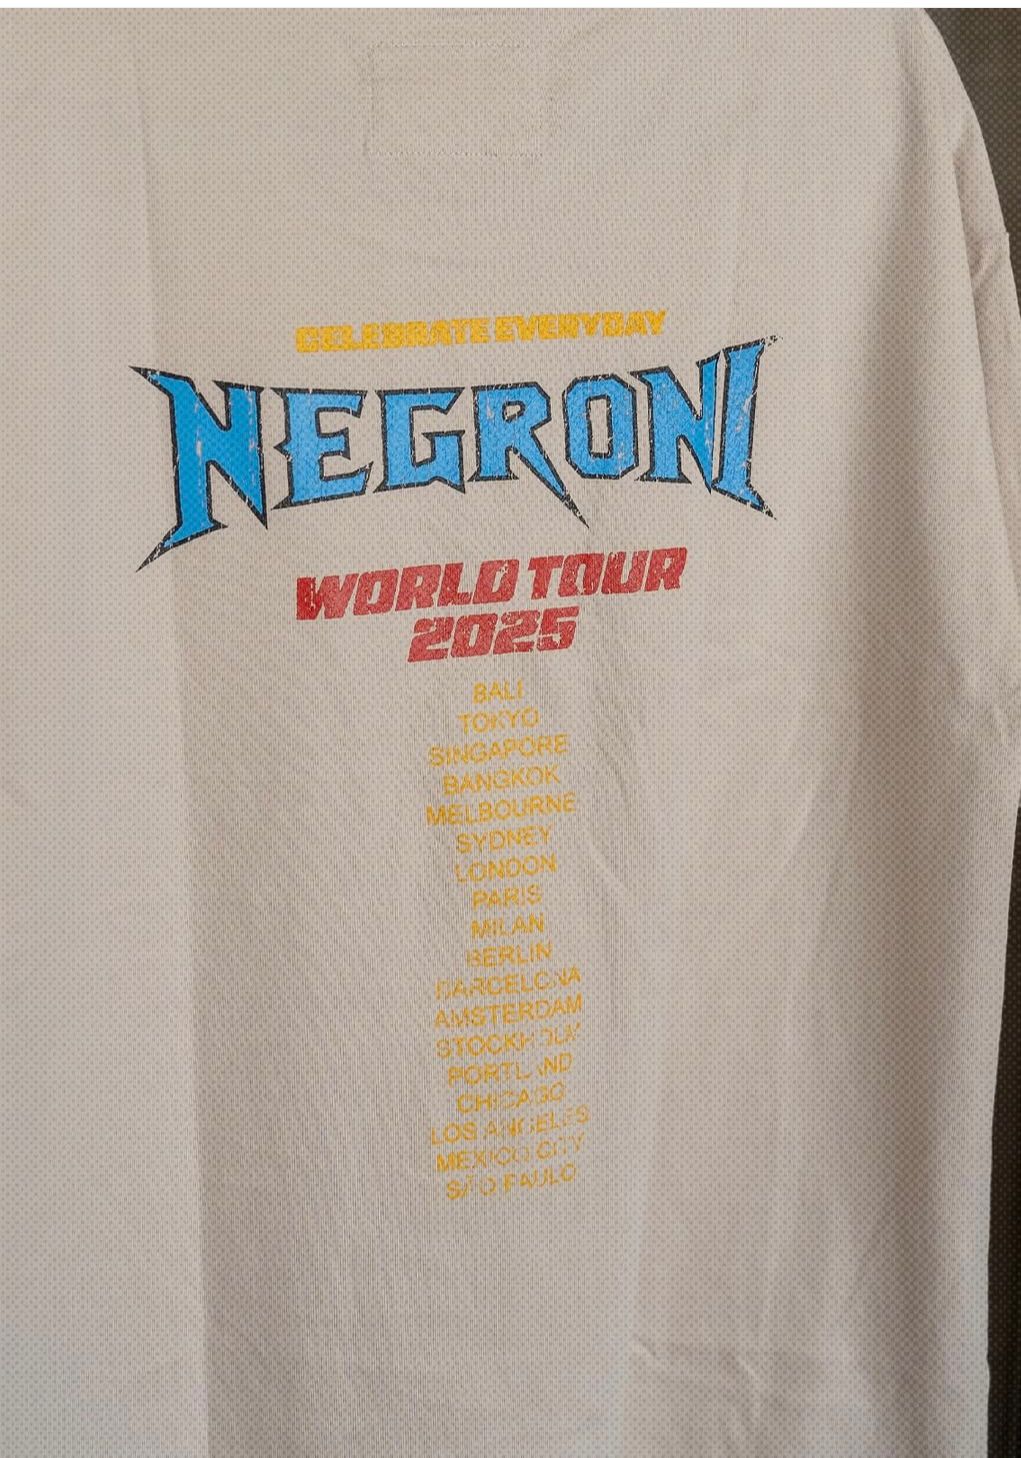 CELEBRATE EVERYDAY
NEGRONI
WORLD TOUR
2025
BALI
TOKYO
SINGAPORE
BANGKOK
MELBOURNE
SYDNEY
LONDON
PARIS
MILAN
BERLIN
BARCELONA
AMSTERDAM
STOCKHOLM
PORTLAND
CHICAGO
LOS ANGELES
MEXICO CITY
SÃO PAULO